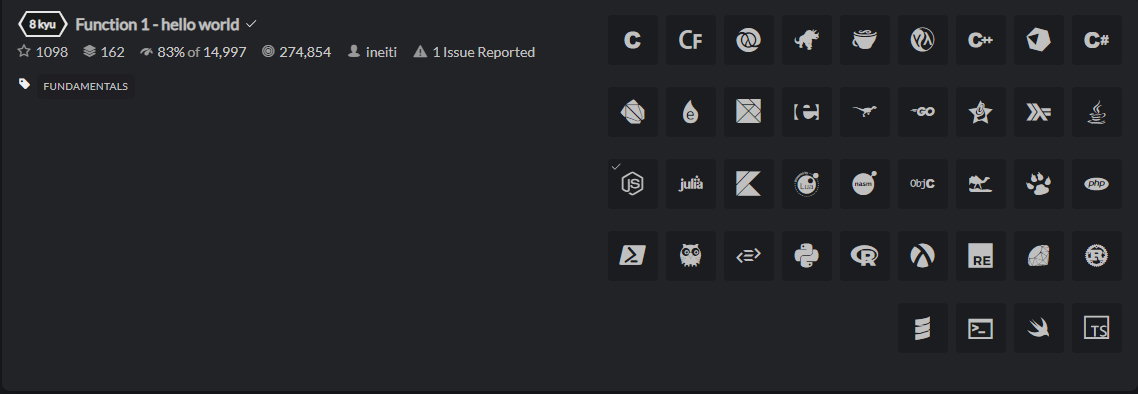 8 kyu Function 1 - hello world
1098 162 83% of 14,997 274,854 ineiti 1 Issue Reported
FUNDAMENTALS
C CF C++ C#
e GO
JS julia Lua nasm ObjC php
R RE R
TS